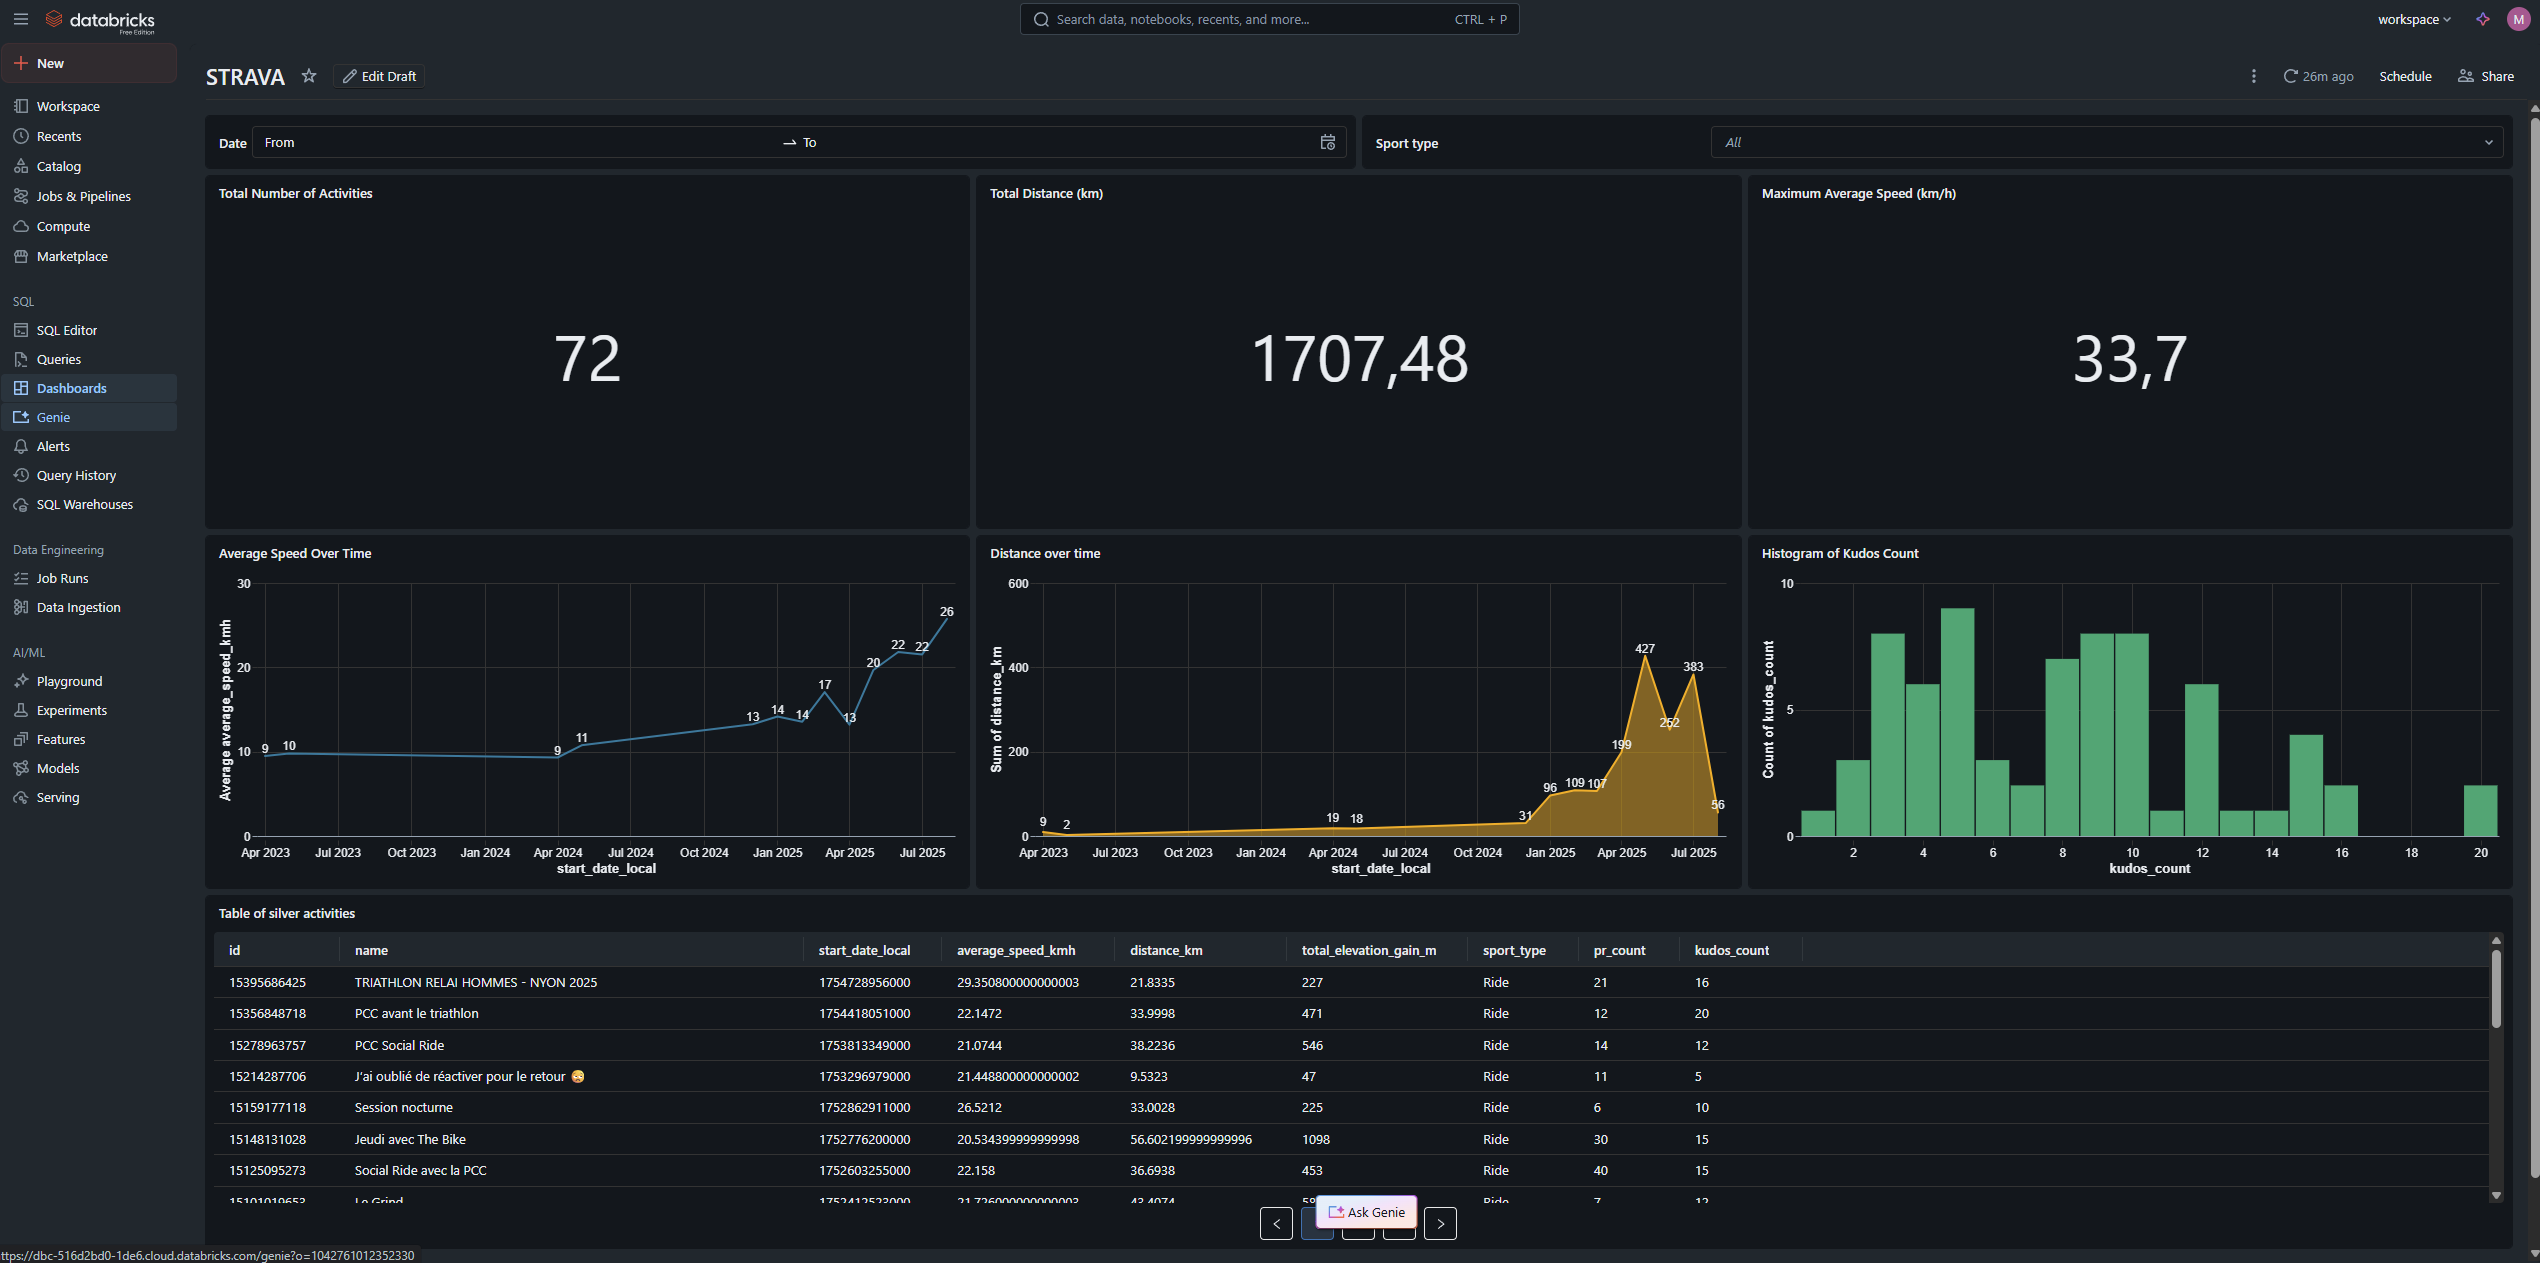 databricks
Free Edition
Search data, notebooks, recents, and more...
CTRL + P
workspace
M
New
Workspace
Recents
Catalog
Jobs & Pipelines
Compute
Marketplace
SQL
SQL Editor
Queries
Dashboards
Genie
Alerts
Query History
SQL Warehouses
Data Engineering
Job Runs
Data Ingestion
AI/ML
Playground
Experiments
Features
Models
Serving
STRAVA
Edit Draft
26m ago
Schedule
Share
Date From To
Sport type All
Total Number of Activities
72
Total Distance (km)
1707,48
Maximum Average Speed (km/h)
33,7
Average Speed Over Time
Average average_speed_kmh
30
20
10
0
9 10 9 11 13 14 14 17 13 20 22 22 26
Apr 2023 Jul 2023 Oct 2023 Jan 2024 Apr 2024 Jul 2024 Oct 2024 Jan 2025 Apr 2025 Jul 2025
start_date_local
Distance over time
Sum of distance_km
600
400
200
0
9 2 19 18 31 96 109 107 199 427 252 383 56
Apr 2023 Jul 2023 Oct 2023 Jan 2024 Apr 2024 Jul 2024 Oct 2024 Jan 2025 Apr 2025 Jul 2025
start_date_local
Histogram of Kudos Count
Count of kudos_count
10
5
0
2 4 6 8 10 12 14 16 18 20
kudos_count
Table of silver activities
id name start_date_local average_speed_kmh distance_km total_elevation_gain_m sport_type pr_count kudos_count
15395686425 TRIATHLON RELAI HOMMES - NYON 2025 1754728956000 29.350800000000003 21.8335 227 Ride 21 16
15356848718 PCC avant le triathlon 1754418051000 22.1472 33.9998 471 Ride 12 20
15278963757 PCC Social Ride 1753813349000 21.0744 38.2236 546 Ride 14 12
15214287706 J'ai oublié de réactiver pour le retour 😩 1753296979000 21.448800000000002 9.5323 47 Ride 11 5
15159177118 Session nocturne 1752862911000 26.5212 33.0028 225 Ride 6 10
15148131028 Jeudi avec The Bike 1752776200000 20.534399999999998 56.602199999999996 1098 Ride 30 15
15125095273 Social Ride avec la PCC 1752603255000 22.158 36.6938 453 Ride 40 15
15101019653 Le Grind 1752412523000 21.726000000000003 43.4074 Ride 7 12
Ask Genie
ttps://dbc-516d2bd0-1de6.cloud.databricks.com/genie?o=1042761012352330